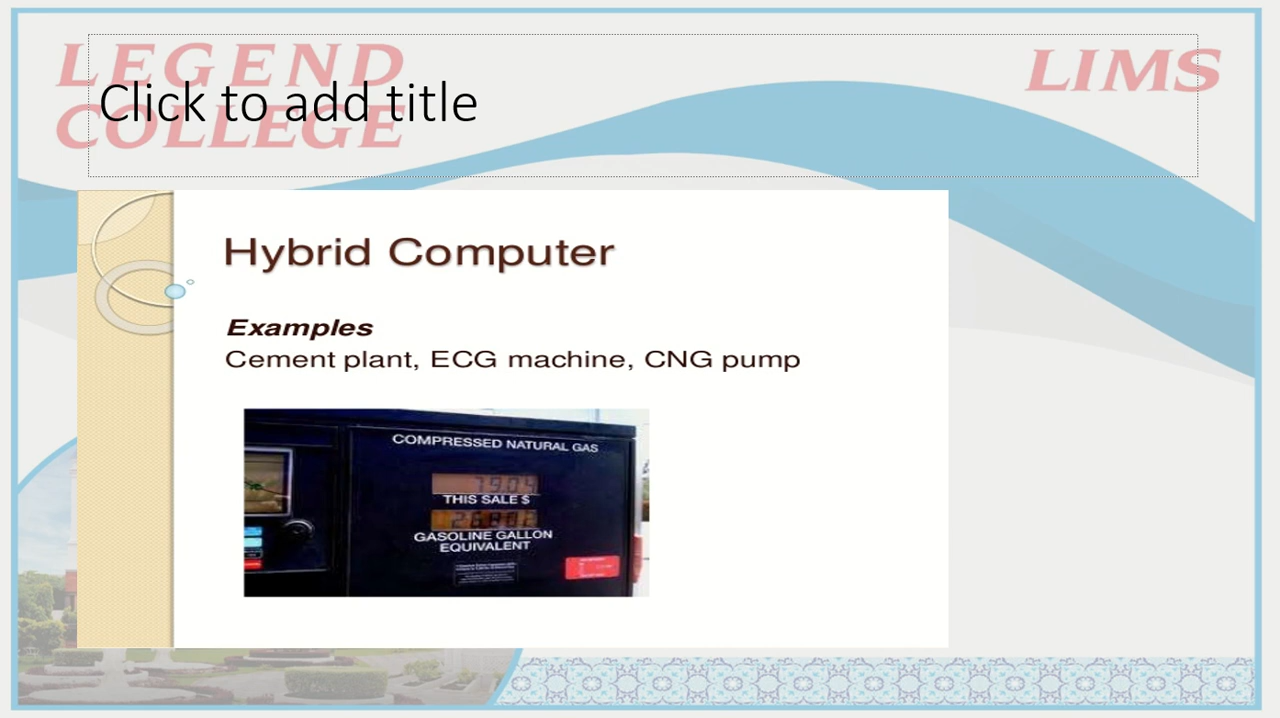 LEGEND
COLLEGE
LIMS
Click to add title
Hybrid Computer
Examples
Cement plant, ECG machine, CNG pump
COMPRESSED NATURAL GAS
THIS SALE $
GASOLINE GALLON
EQUIVALENT